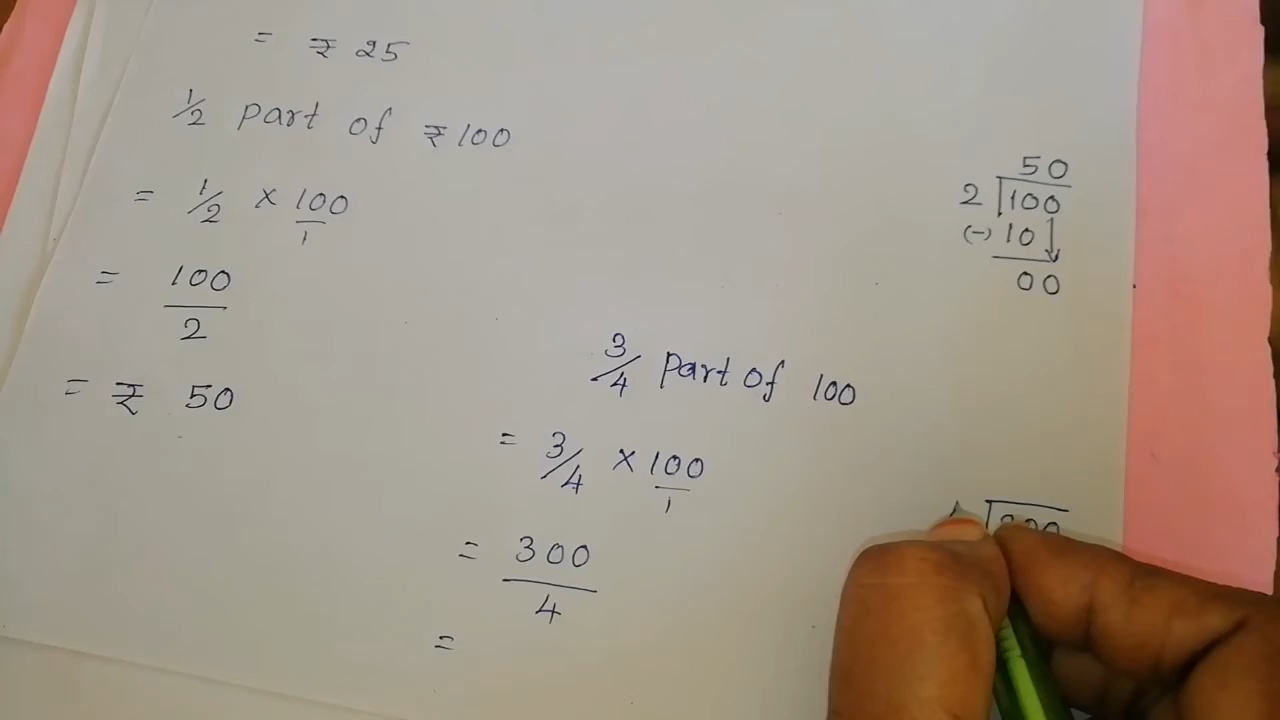 = ₹ 25
1/2 part of ₹ 100
= 1/2 × 100/1
= 100/2
= ₹ 50
50
2 100
(-) 10
00
3/4 part of 100
= 3/4 × 100/1
= 300/4
=
300